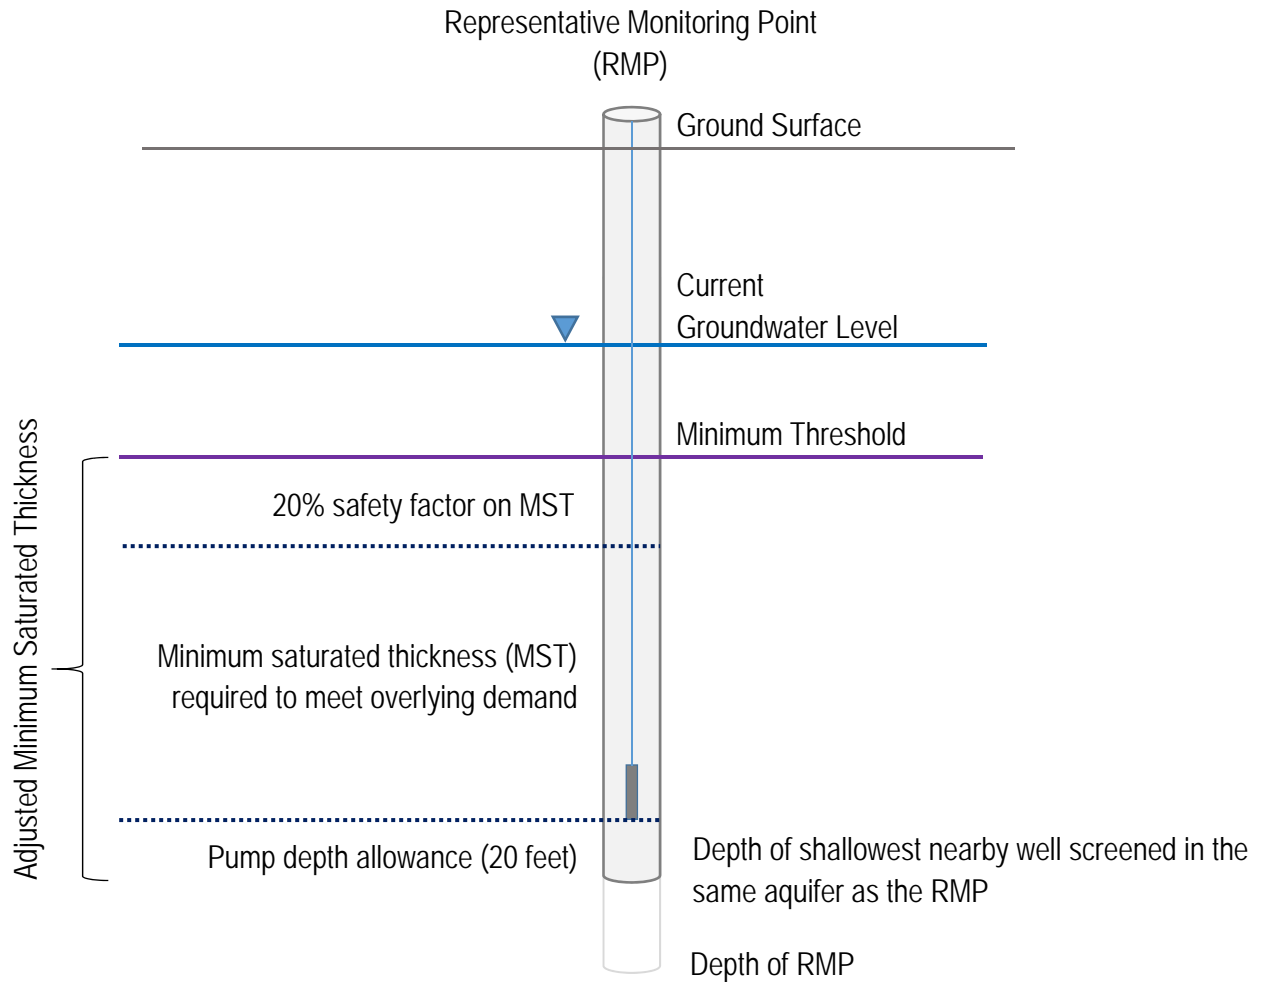 Representative Monitoring Point
(RMP)
Ground Surface
Current
Groundwater Level
Minimum Threshold
20% safety factor on MST
Adjusted Minimum Saturated Thickness
Minimum saturated thickness (MST)
required to meet overlying demand
Pump depth allowance (20 feet)
Depth of shallowest nearby well screened in the
same aquifer as the RMP
Depth of RMP